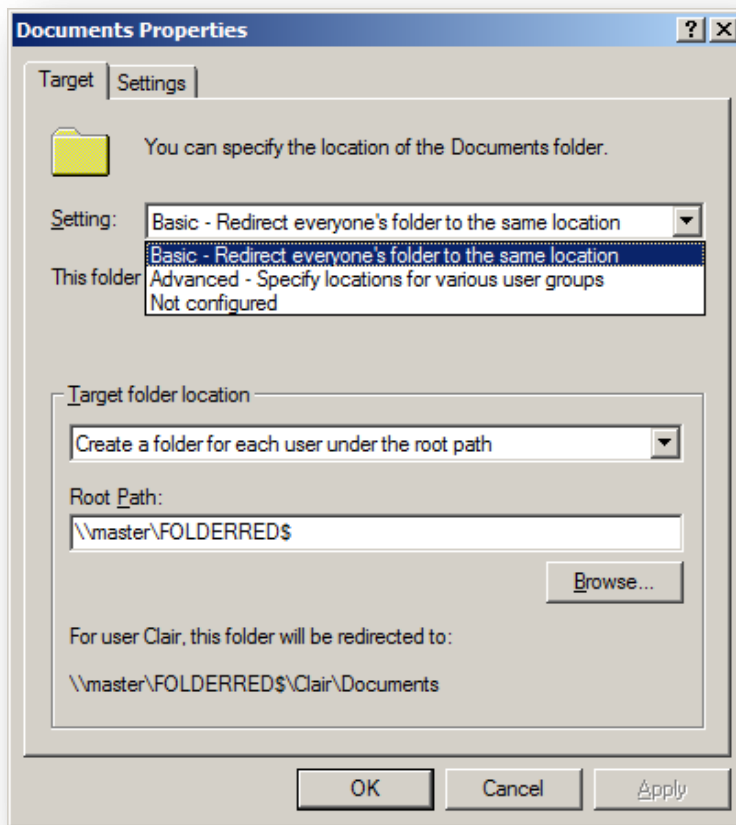 Documents Properties
Target
Settings
You can specify the location of the Documents folder.
Setting:
Basic - Redirect everyone's folder to the same location
Basic - Redirect everyone's folder to the same location
This folder
Advanced - Specify locations for various user groups
Not configured
Target folder location
Create a folder for each user under the root path
Root Path:
\\master\FOLDERRED$
Browse...
For user Clair, this folder will be redirected to:
\\master\FOLDERRED$\Clair\Documents
OK
Cancel
Apply